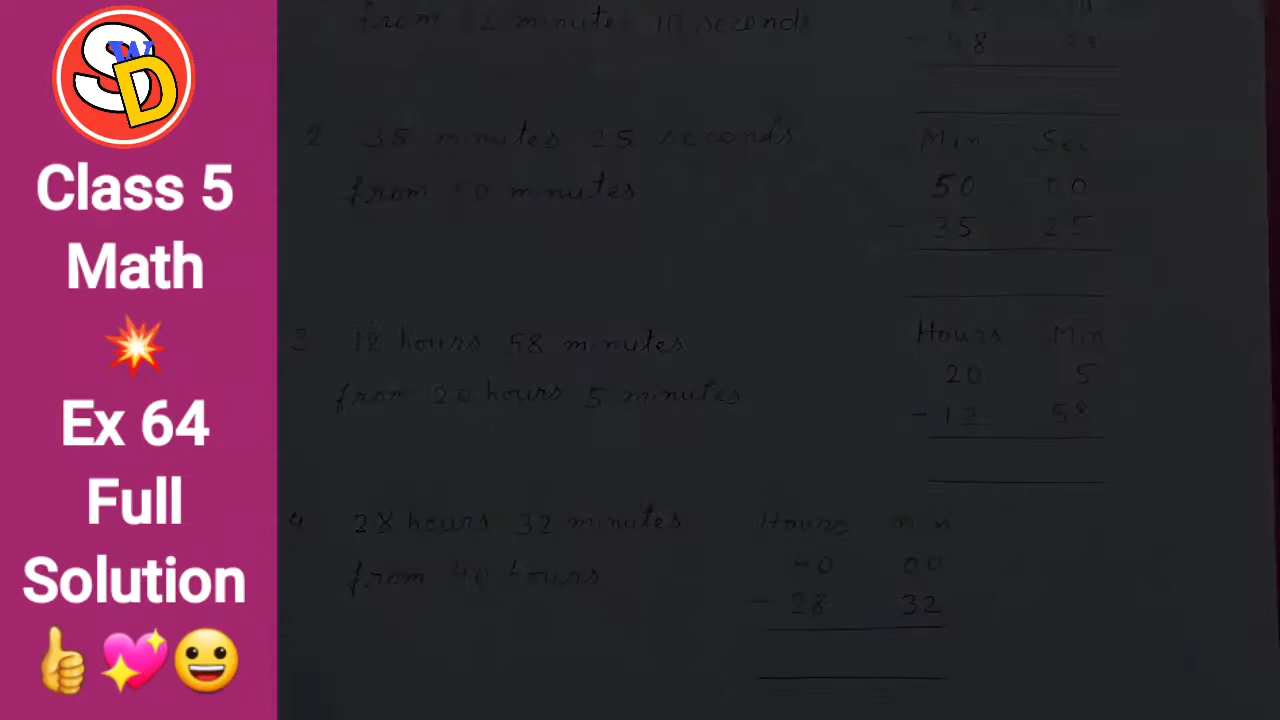 SWD
Class 5
Math
💥
Ex 64
Full
Solution
👍💖😀
from minutes seconds
48
2 35 minutes 25 seconds
from 50 minutes
Min Sec
50 00
- 35 25
3 12 hours 58 minutes
from 20 hours 5 minutes
Hours Min
20 5
- 12 58
4 28 hours 32 minutes
from 40 hours
Hours Min
40 00
- 28 32